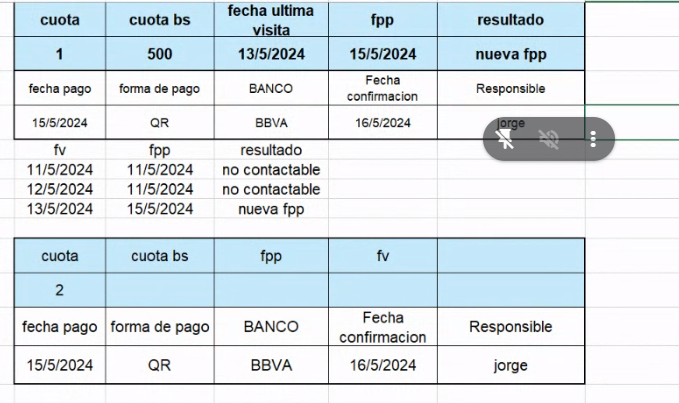 cuota cuota bs fecha ultima visita fpp resultado
1 500 13/5/2024 15/5/2024 nueva fpp
fecha pago forma de pago BANCO Fecha confirmacion Responsible
15/5/2024 QR BBVA 16/5/2024 jorge
fv fpp resultado
11/5/2024 11/5/2024 no contactable
12/5/2024 11/5/2024 no contactable
13/5/2024 15/5/2024 nueva fpp
cuota cuota bs fpp fv
2
fecha pago forma de pago BANCO Fecha confirmacion Responsible
15/5/2024 QR BBVA 16/5/2024 jorge